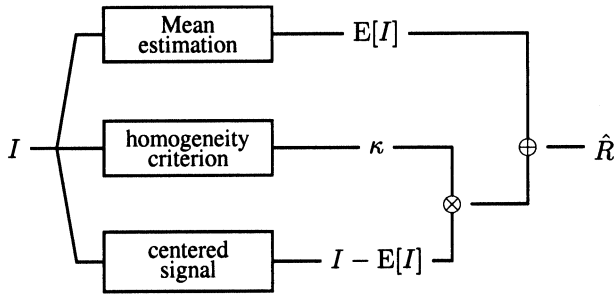 Mean
estimation
E[I]
I
homogeneity
criterion
κ
⊕
R̂
⊗
centered
signal
I − E[I]